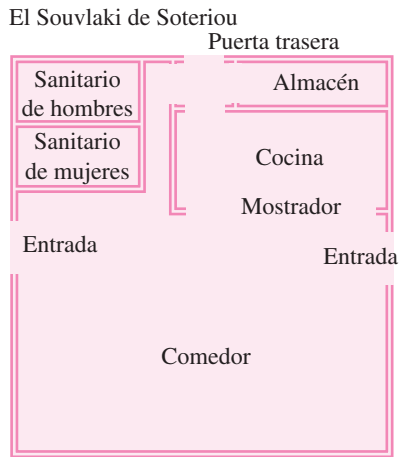 El Souvlaki de Soteriou
Puerta trasera
Sanitario
de hombres
Almacén
Sanitario
de mujeres
Cocina
Mostrador
Entrada
Entrada
Comedor